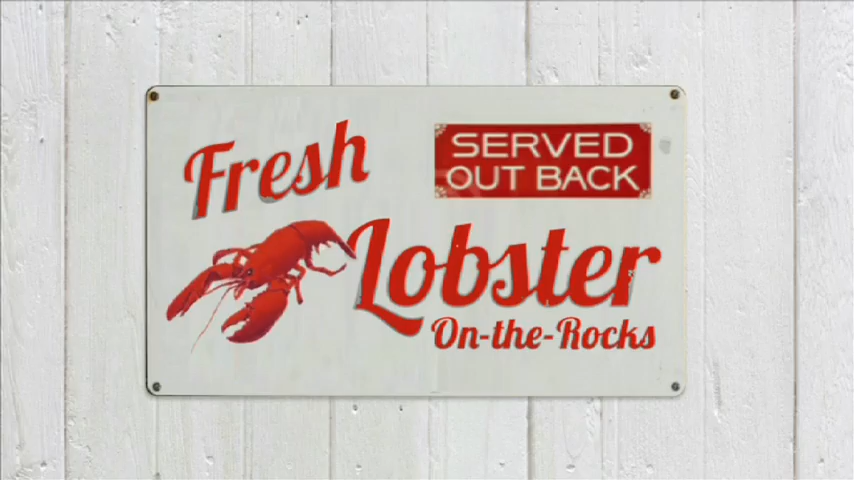 Fresh
SERVED
OUT BACK
Lobster
On-the-Rocks